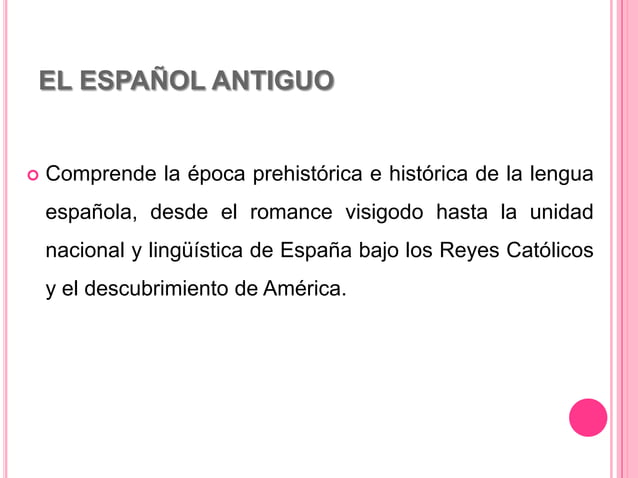 EL ESPAÑOL ANTIGUO
Comprende la época prehistórica e histórica de la lengua
española, desde el romance visigodo hasta la unidad
nacional y lingüística de España bajo los Reyes Católicos
y el descubrimiento de América.